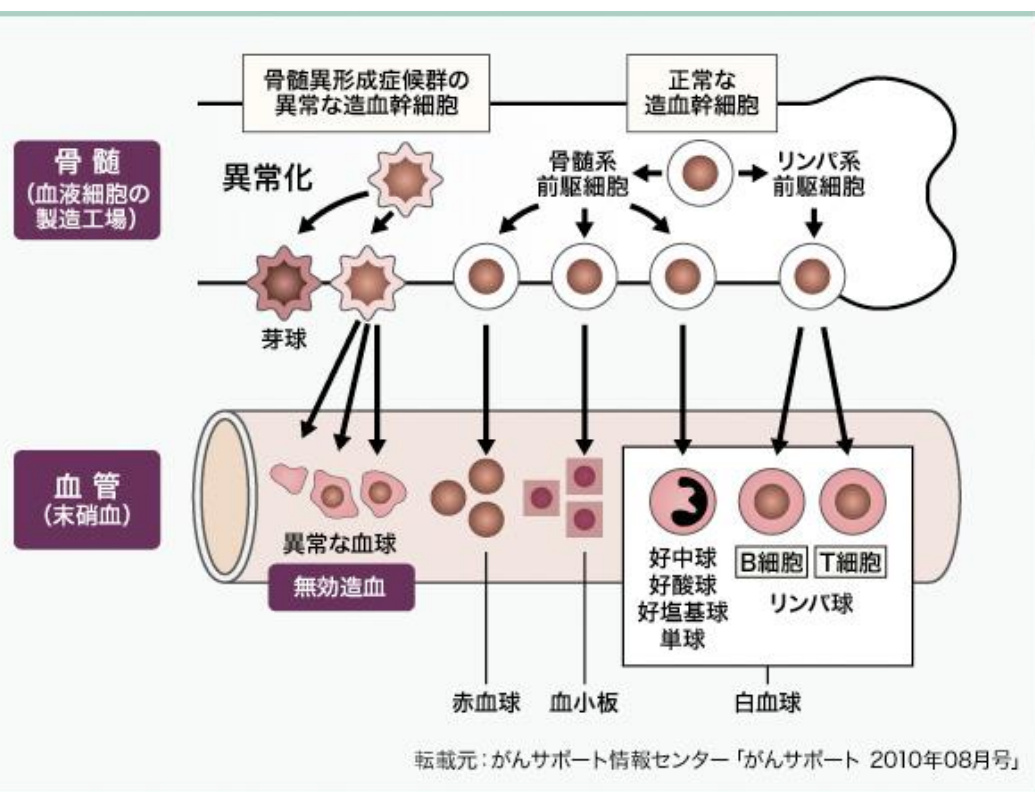 骨髄異形成症候群の
異常な造血幹細胞
正常な
造血幹細胞
骨 髄
(血液細胞の
製造工場)
異常化
骨髄系
前駆細胞
リンパ系
前駆細胞
芽球
血 管
(末硝血)
異常な血球
無効造血
好中球
好酸球
好塩基球
単球
B細胞
T細胞
リンパ球
赤血球
血小板
白血球
転載元:がんサポート情報センター「がんサポート 2010年08月号」